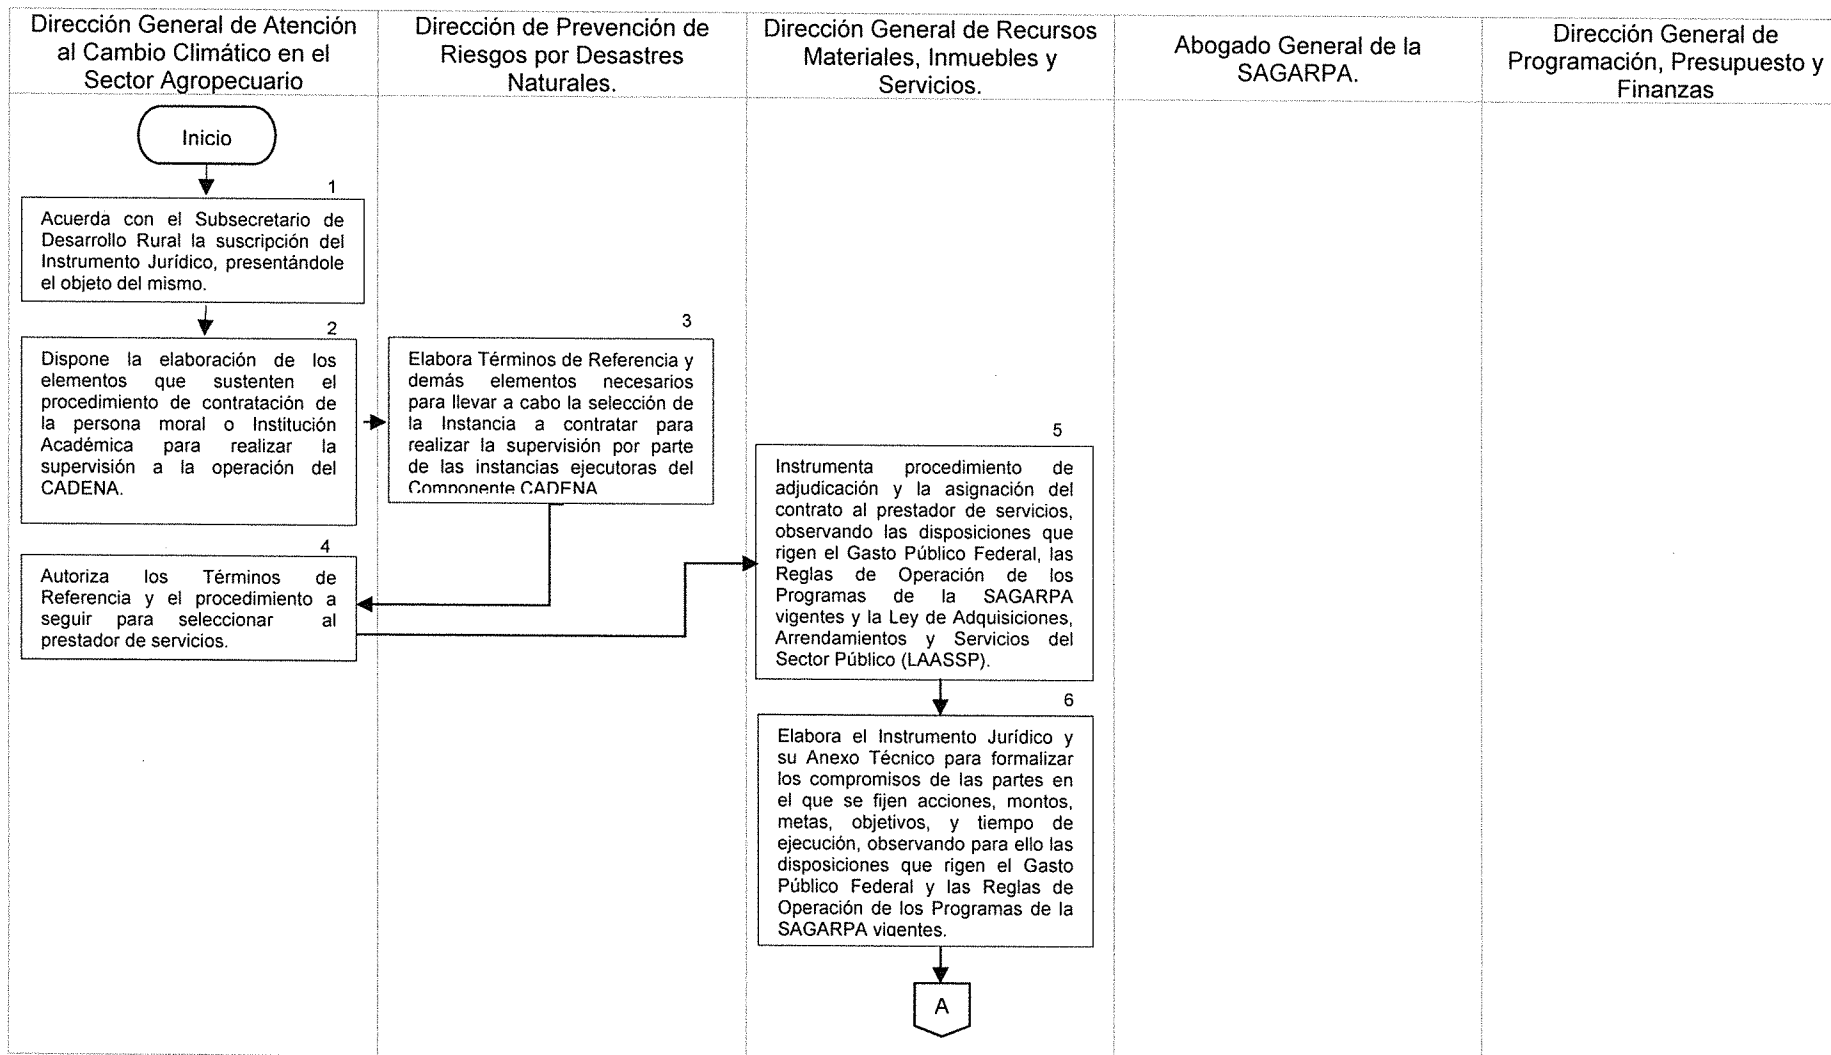 Dirección General de Atención
al Cambio Climático en el
Sector Agropecuario
Dirección de Prevención de
Riesgos por Desastres
Naturales.
Dirección General de Recursos
Materiales, Inmuebles y
Servicios.
Abogado General de la
SAGARPA.
Dirección General de
Programación, Presupuesto y
Finanzas
Inicio
1
Acuerda con el Subsecretario de
Desarrollo Rural la suscripción del
Instrumento Jurídico, presentándole
el objeto del mismo.
2
Dispone la elaboración de los
elementos que sustenten el
procedimiento de contratación de
la persona moral o Institución
Académica para realizar la
supervisión a la operación del
CADENA.
3
Elabora Términos de Referencia y
demás elementos necesarios
para llevar a cabo la selección de
la Instancia a contratar para
realizar la supervisión por parte
de las instancias ejecutoras del
Componente CADENA
4
Autoriza los Términos de
Referencia y el procedimiento a
seguir para seleccionar al
prestador de servicios.
5
Instrumenta procedimiento de
adjudicación y la asignación del
contrato al prestador de servicios,
observando las disposiciones que
rigen el Gasto Público Federal, las
Reglas de Operación de los
Programas de la SAGARPA
vigentes y la Ley de Adquisiciones,
Arrendamientos y Servicios del
Sector Público (LAASSP).
6
Elabora el Instrumento Jurídico y
su Anexo Técnico para formalizar
los compromisos de las partes en
el que se fijen acciones, montos,
metas, objetivos, y tiempo de
ejecución, observando para ello las
disposiciones que rigen el Gasto
Público Federal y las Reglas de
Operación de los Programas de la
SAGARPA vigentes.
A